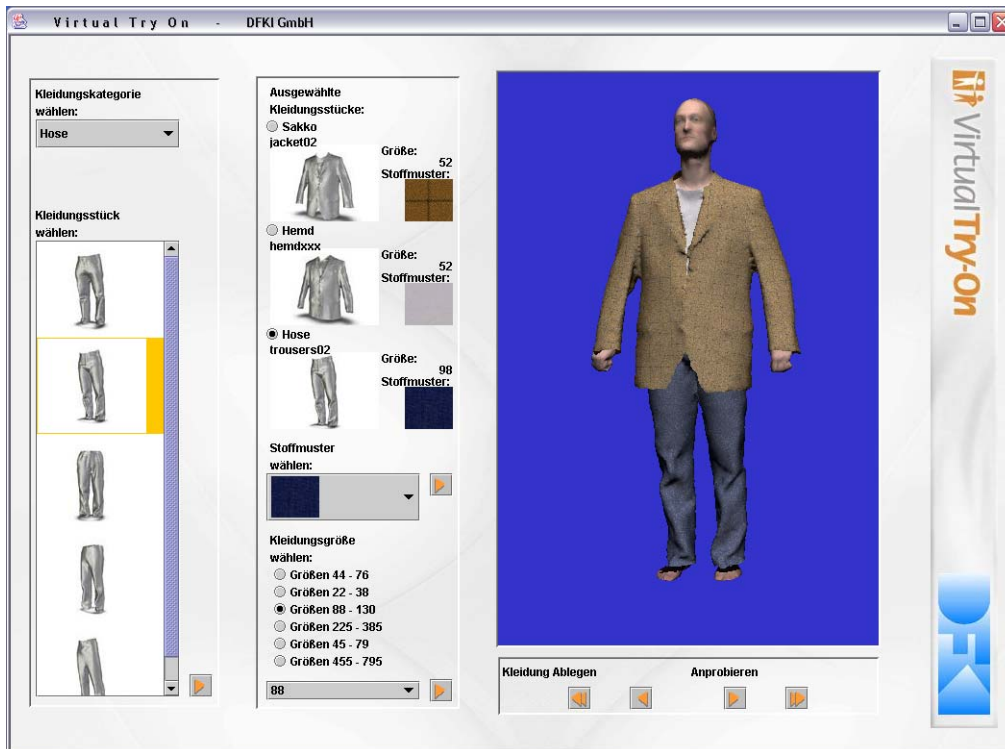 Virtual Try On - DFKI GmbH
Kleidungskategorie
wählen:
Hose
Kleidungsstück
wählen:
Ausgewählte
Kleidungsstücke:
Sakko
jacket02
Größe:
52
Stoffmuster:
Hemd
hemdxxx
Größe:
52
Stoffmuster:
Hose
trousers02
Größe:
98
Stoffmuster:
Stoffmuster
wählen:
Kleidungsgröße
wählen:
Größen 44 - 76
Größen 22 - 38
Größen 88 - 130
Größen 225 - 385
Größen 45 - 79
Größen 455 - 795
88
Kleidung Ablegen
Anprobieren
VirtualTry-On
DFK